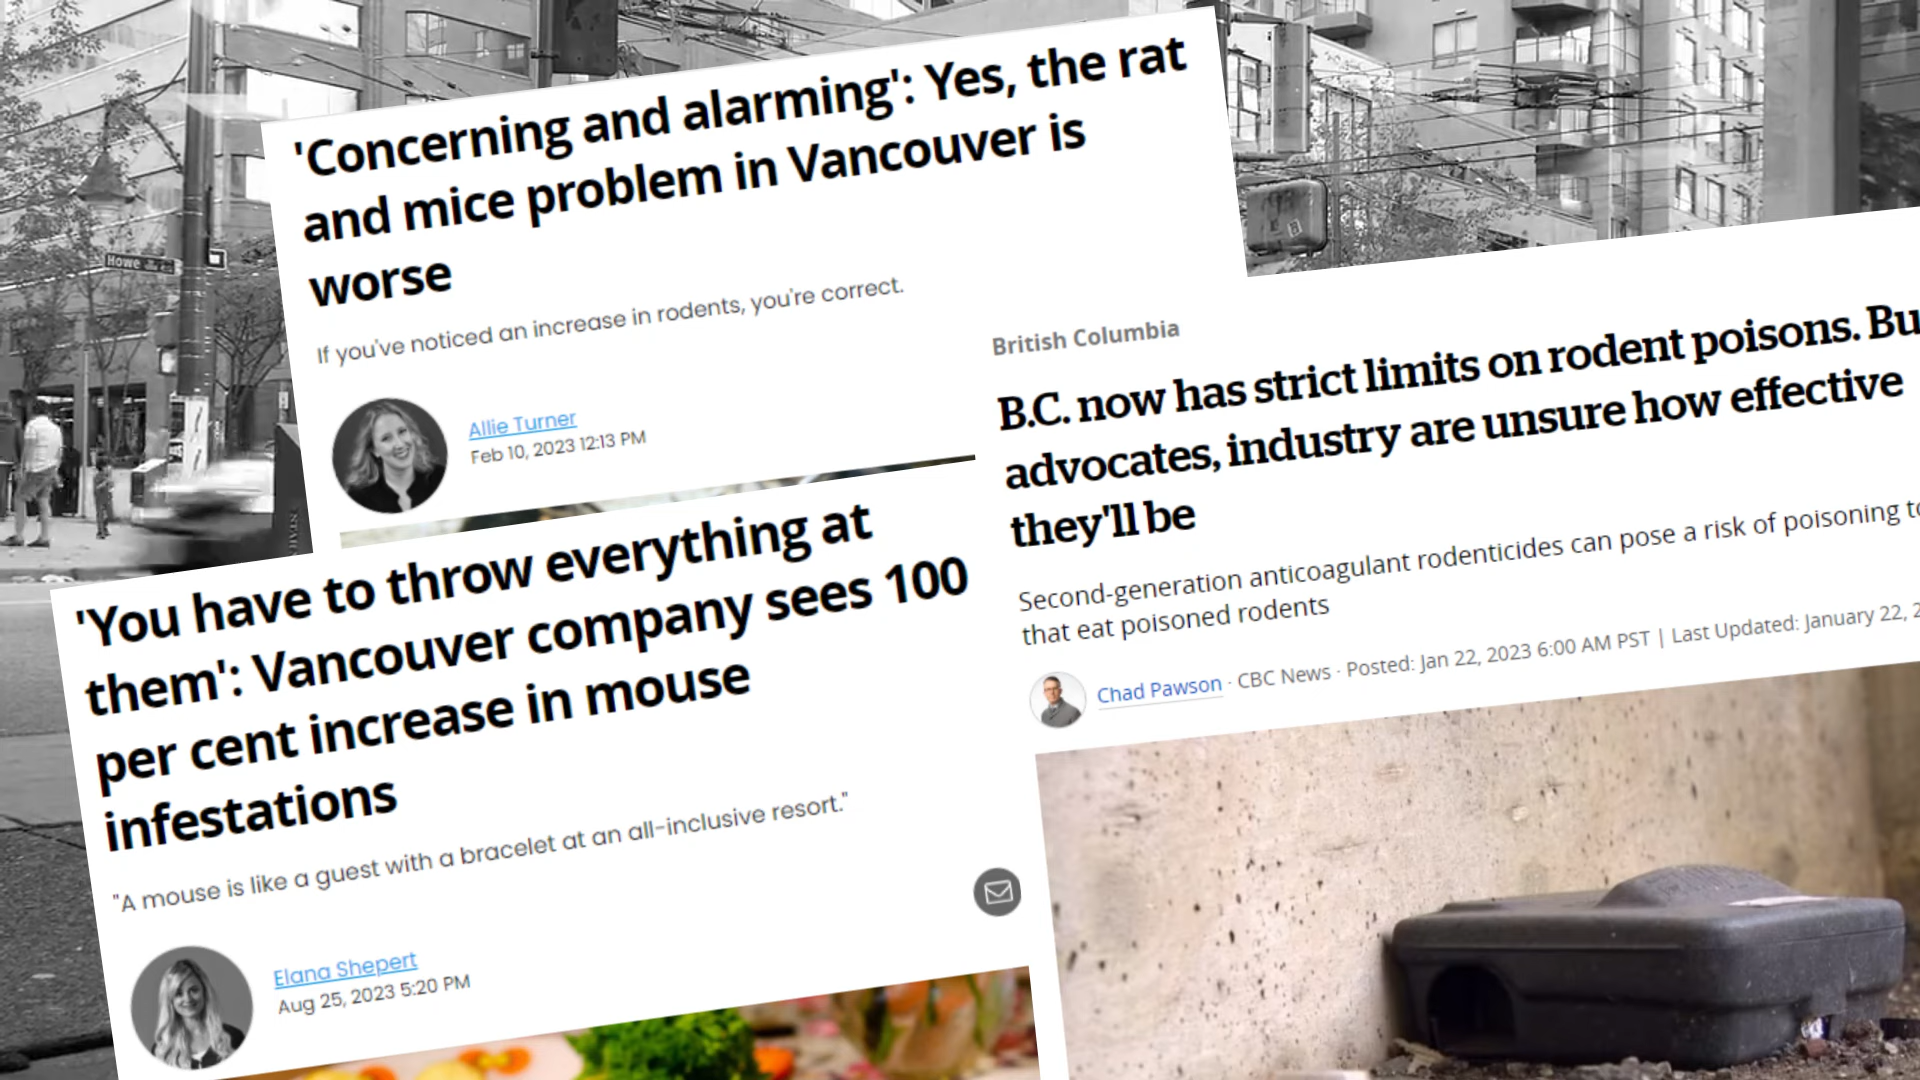 'Concerning and alarming': Yes, the rat
and mice problem in Vancouver is
worse
If you've noticed an increase in rodents, you're correct.
Allie Turner
Feb 10, 2023 12:13 PM
Howe
'You have to throw everything at
them': Vancouver company sees 100
per cent increase in mouse
infestations
"A mouse is like a guest with a bracelet at an all-inclusive resort."
Elana Shepert
Aug 25, 2023 5:20 PM
British Columbia
B.C. now has strict limits on rodent poisons. Bu
advocates, industry are unsure how effective
they'll be
Second-generation anticoagulant rodenticides can pose a risk of poisoning to
that eat poisoned rodents
Chad Pawson · CBC News · Posted: Jan 22, 2023 6:00 AM PST | Last Updated: January 22, 2